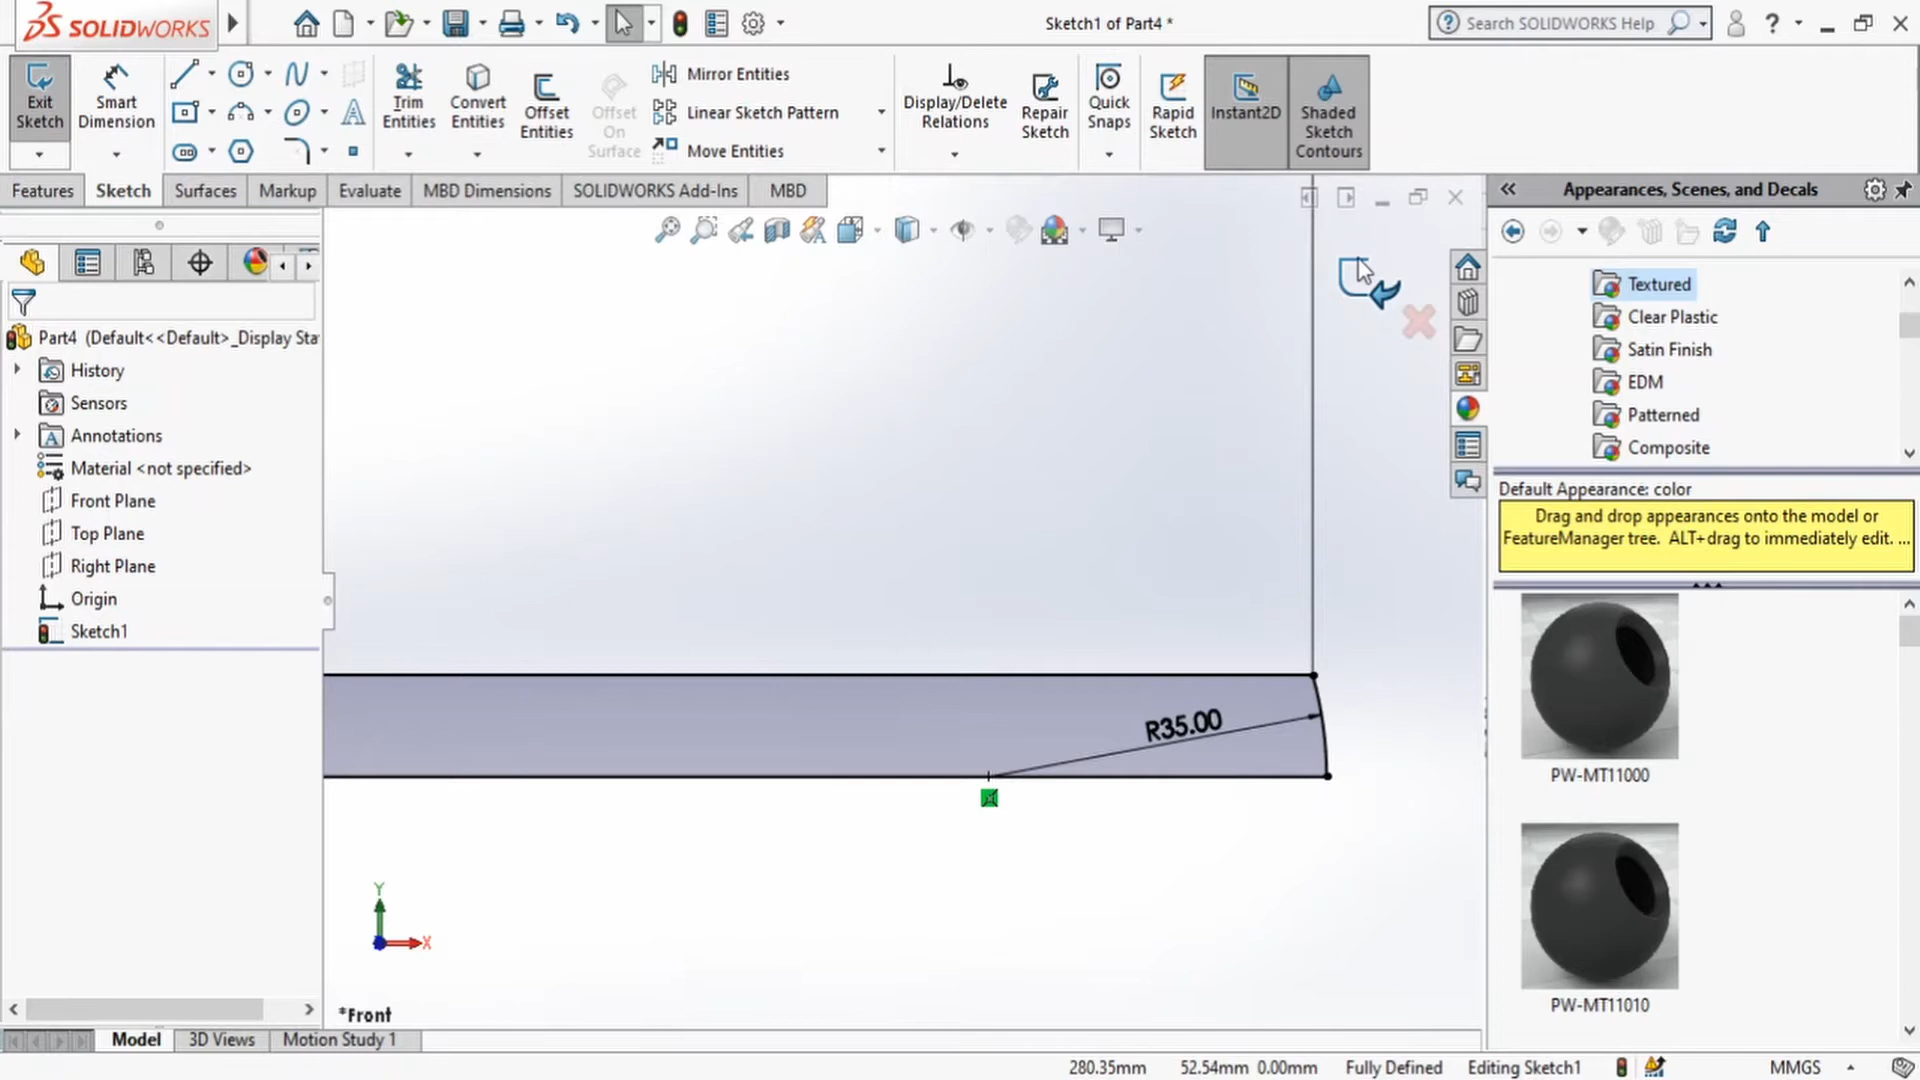 SOLIDWORKS
Sketch1 of Part4 *
Search SOLIDWORKS Help
Exit Sketch
Smart Dimension
Trim Entities
Convert Entities
Offset Entities
Offset On Surface
Mirror Entities
Linear Sketch Pattern
Move Entities
Display/Delete Relations
Repair Sketch
Quick Snaps
Rapid Sketch
Instant2D
Shaded Sketch Contours
Features
Sketch
Surfaces
Markup
Evaluate
MBD Dimensions
SOLIDWORKS Add-Ins
MBD
Part4 (Default<<Default>_Display Sta
History
Sensors
Annotations
Material <not specified>
Front Plane
Top Plane
Right Plane
Origin
Sketch1
R35.00
Y
X
*Front
Appearances, Scenes, and Decals
Textured
Clear Plastic
Satin Finish
EDM
Patterned
Composite
Default Appearance: color
Drag and drop appearances onto the model or
FeatureManager tree. ALT+drag to immediately edit. ...
PW-MT11000
PW-MT11010
Model
3D Views
Motion Study 1
280.35mm
52.54mm 0.00mm
Fully Defined
Editing Sketch1
MMGS